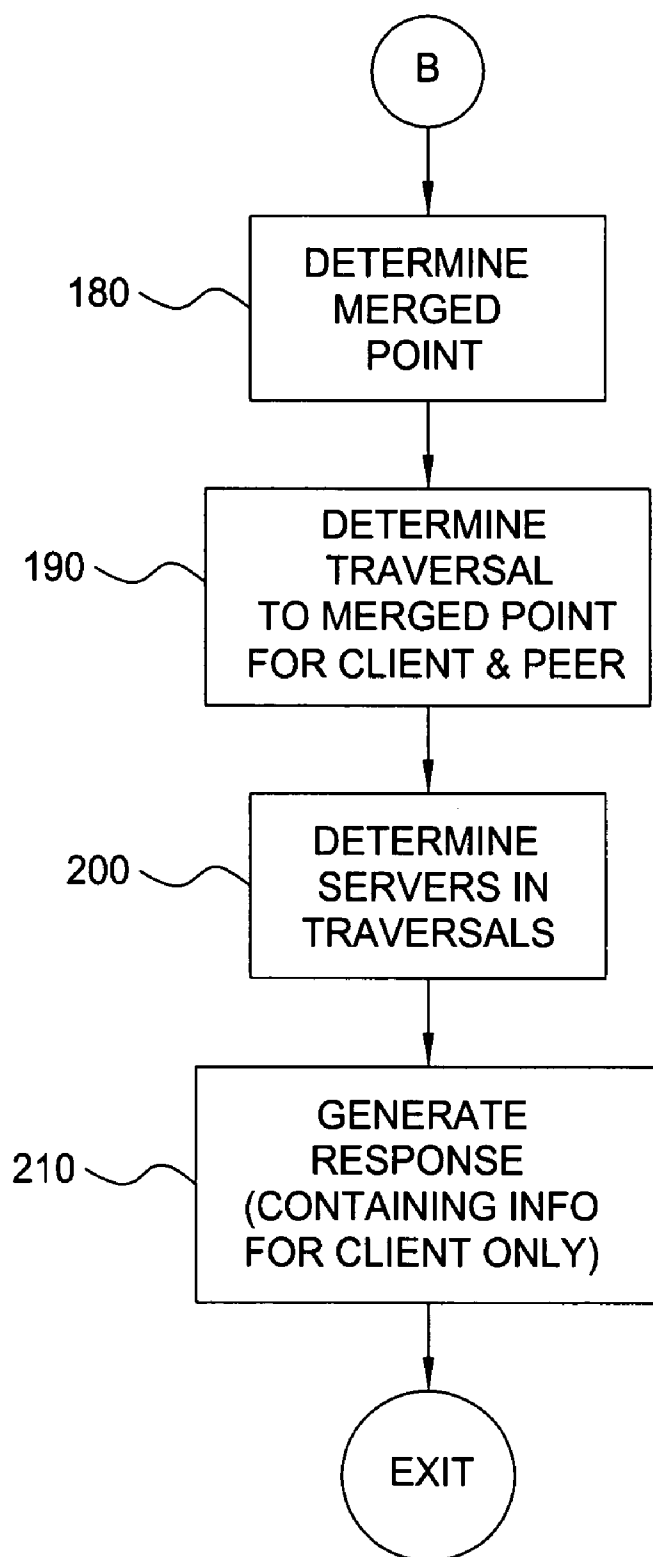 B
180
DETERMINE
MERGED
POINT
190
DETERMINE
TRAVERSAL
TO MERGED POINT
FOR CLIENT & PEER
200
DETERMINE
SERVERS IN
TRAVERSALS
210
GENERATE
RESPONSE
(CONTAINING INFO
FOR CLIENT ONLY)
EXIT